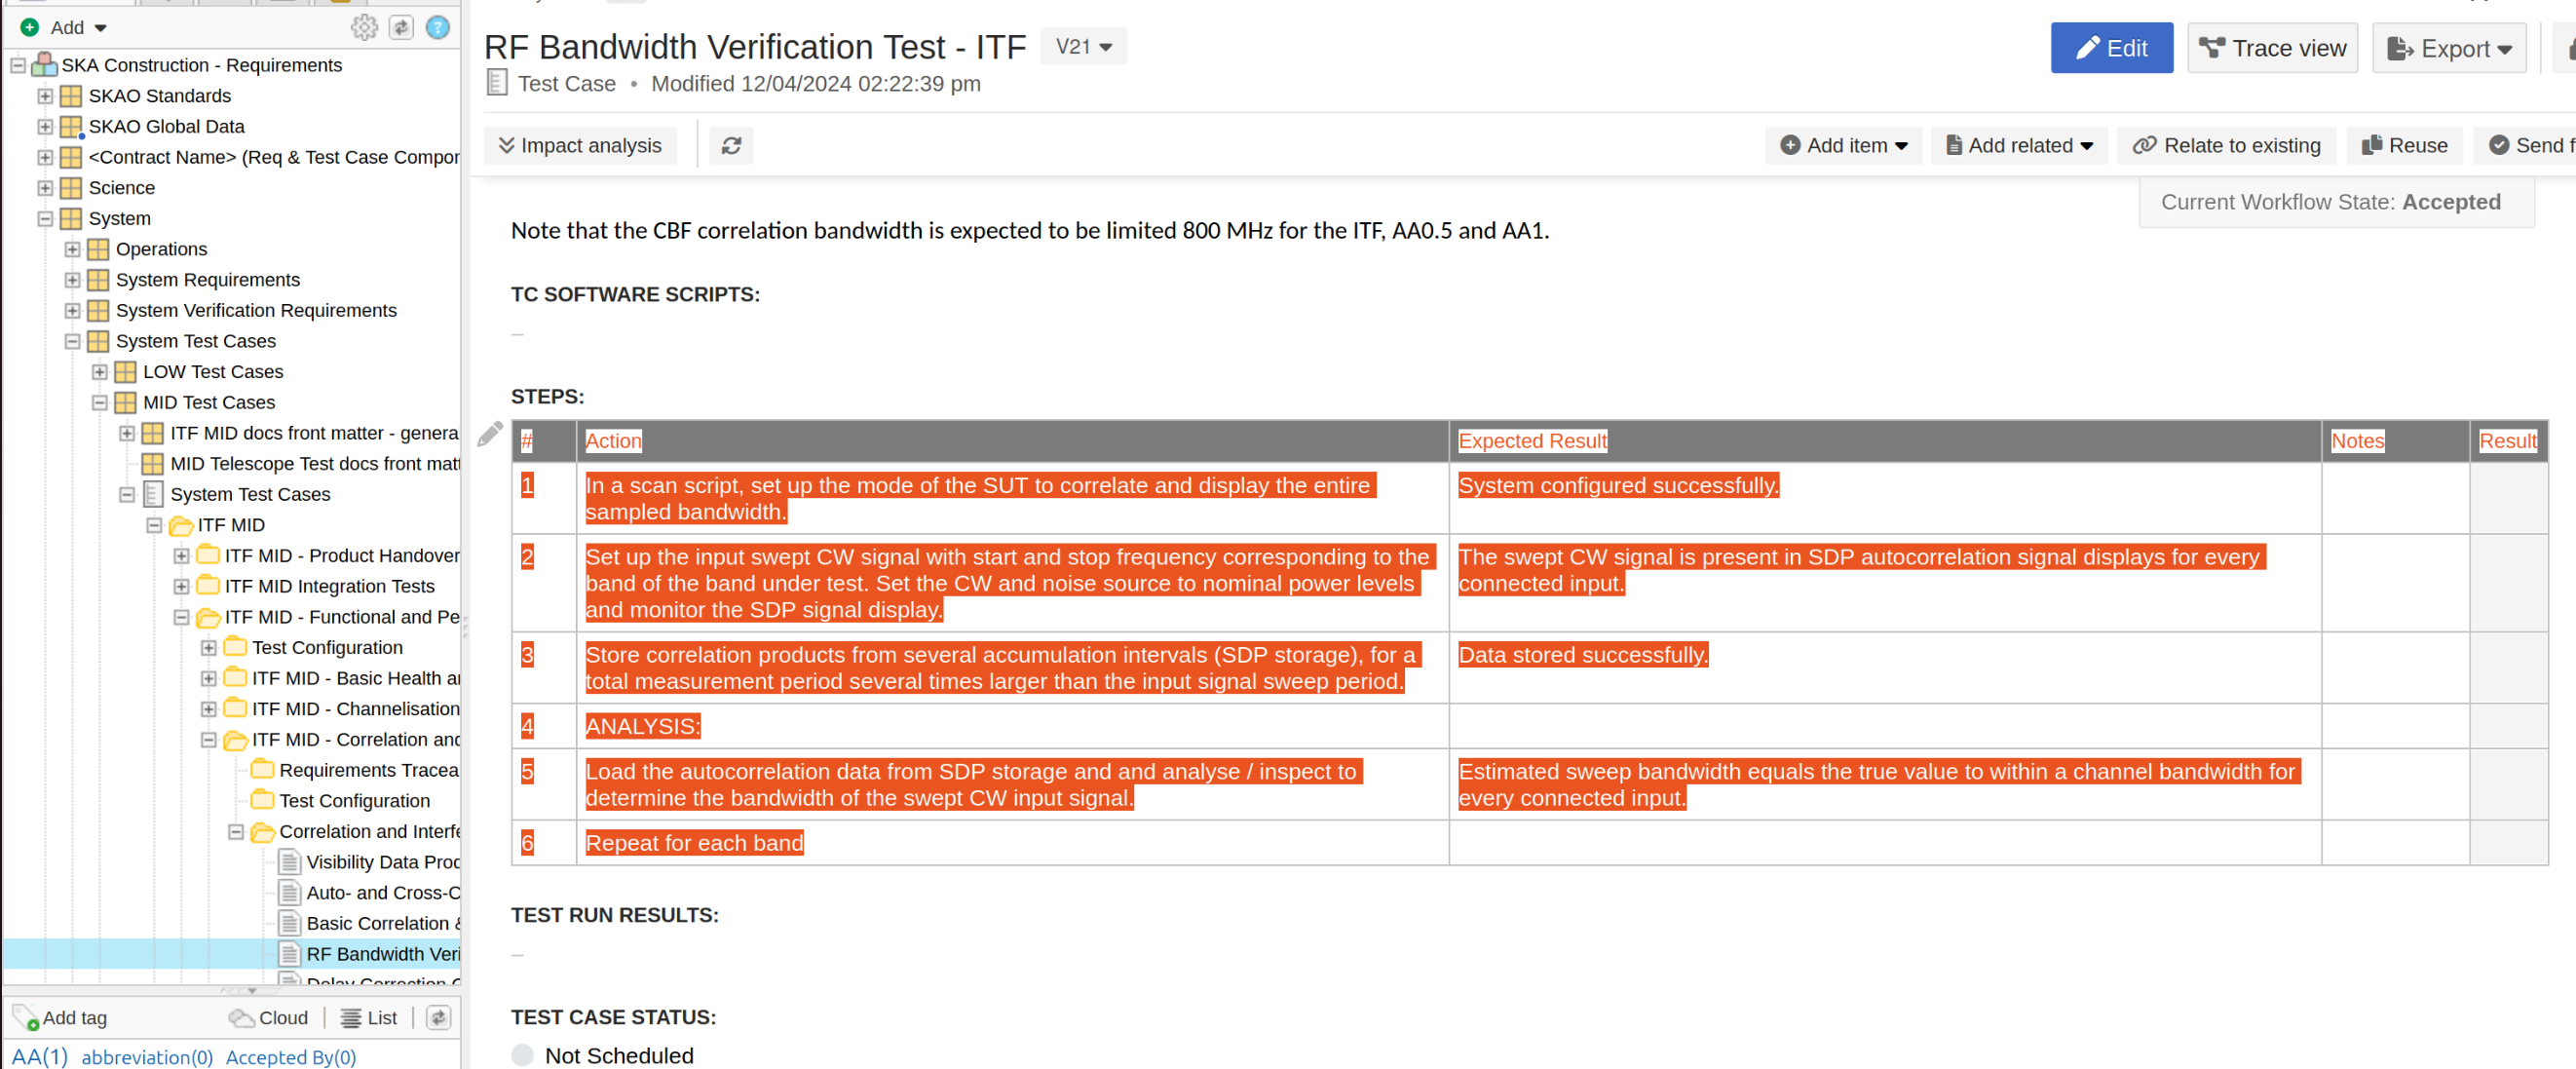 Add
SKA Construction - Requirements
SKAO Standards
SKAO Global Data
<Contract Name> (Req & Test Case Compor
Science
System
Operations
System Requirements
System Verification Requirements
System Test Cases
LOW Test Cases
MID Test Cases
ITF MID docs front matter - genera
MID Telescope Test docs front matt
System Test Cases
ITF MID
ITF MID - Product Handover
ITF MID Integration Tests
ITF MID - Functional and Pe
Test Configuration
ITF MID - Basic Health a
ITF MID - Channelisation
ITF MID - Correlation and
Requirements Tracea
Test Configuration
Correlation and Interfe
Visibility Data Prod
Auto- and Cross-C
Basic Correlation &
RF Bandwidth Veri
Delay Correction C
Add tag
Cloud
List
AA(1) abbreviation(0) Accepted By(0)
RF Bandwidth Verification Test - ITF
V21
Edit
Trace view
Export
Test Case • Modified 12/04/2024 02:22:39 pm
Impact analysis
Add item
Add related
Relate to existing
Reuse
Send f
Current Workflow State: Accepted
Note that the CBF correlation bandwidth is expected to be limited 800 MHz for the ITF, AA0.5 and AA1.
TC SOFTWARE SCRIPTS:
–
STEPS:
# Action Expected Result Notes Result
1 In a scan script, set up the mode of the SUT to correlate and display the entire
sampled bandwidth.
System configured successfully.
2 Set up the input swept CW signal with start and stop frequency corresponding to the
band of the band under test. Set the CW and noise source to nominal power levels
and monitor the SDP signal display.
The swept CW signal is present in SDP autocorrelation signal displays for every
connected input.
3 Store correlation products from several accumulation intervals (SDP storage), for a
total measurement period several times larger than the input signal sweep period.
Data stored successfully.
4 ANALYSIS:
5 Load the autocorrelation data from SDP storage and and analyse / inspect to
determine the bandwidth of the swept CW input signal.
Estimated sweep bandwidth equals the true value to within a channel bandwidth for
every connected input.
6 Repeat for each band
TEST RUN RESULTS:
–
TEST CASE STATUS:
Not Scheduled